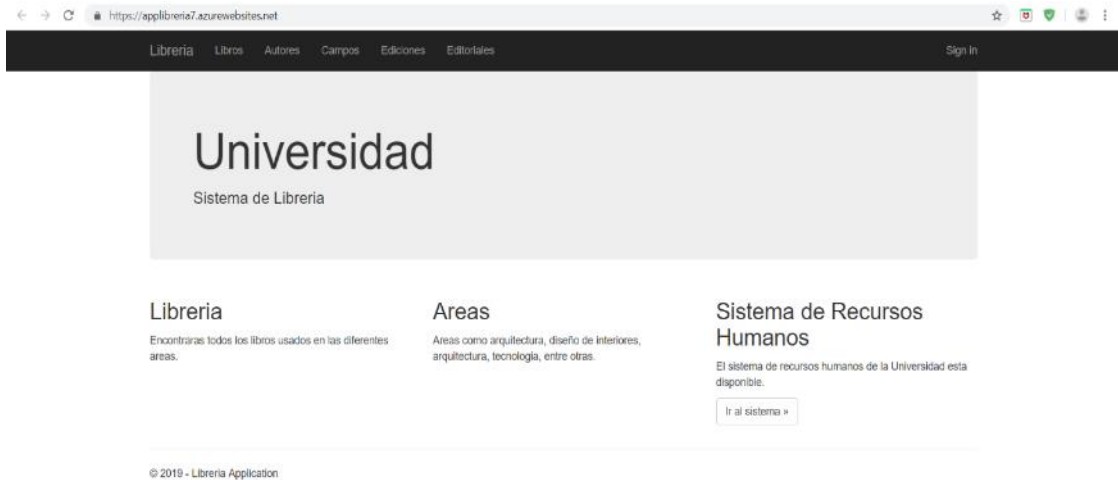 https://applibreria7.azurewebsites.net
Libreria Libros Autores Campos Ediciones Editoriales Sign in
Universidad
Sistema de Libreria
Libreria
Encontraras todos los libros usados en las diferentes
areas.
Areas
Areas como arquitectura, diseño de interiores,
arquitectura, tecnologia, entre otras.
Sistema de Recursos
Humanos
El sistema de recursos humanos de la Universidad esta
disponible.
Ir al sistema »
© 2019 - Libreria Application